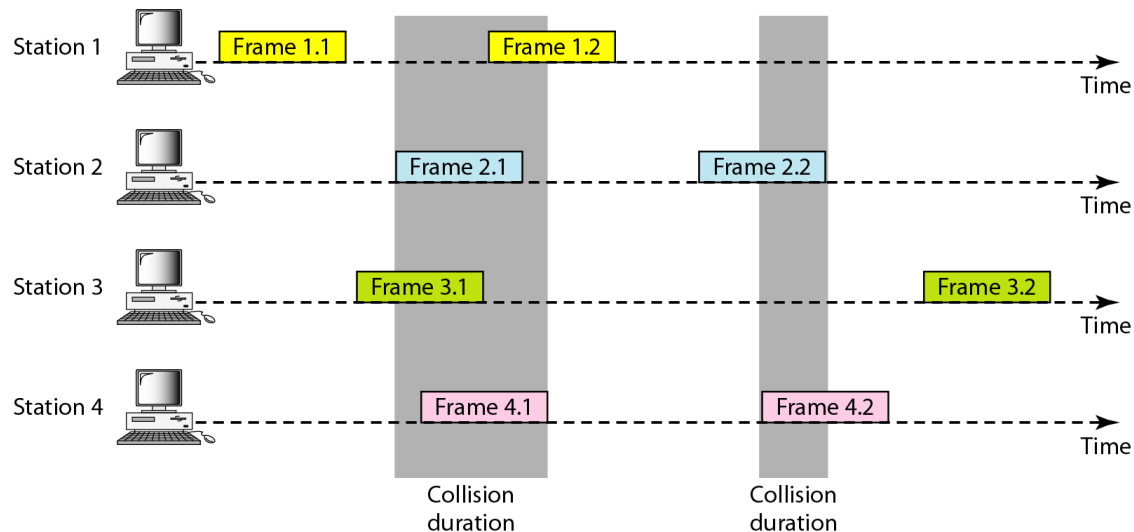 Station 1
Frame 1.1
Frame 1.2
Time
Station 2
Frame 2.1
Frame 2.2
Time
Station 3
Frame 3.1
Frame 3.2
Time
Station 4
Frame 4.1
Frame 4.2
Time
Collision
duration
Collision
duration